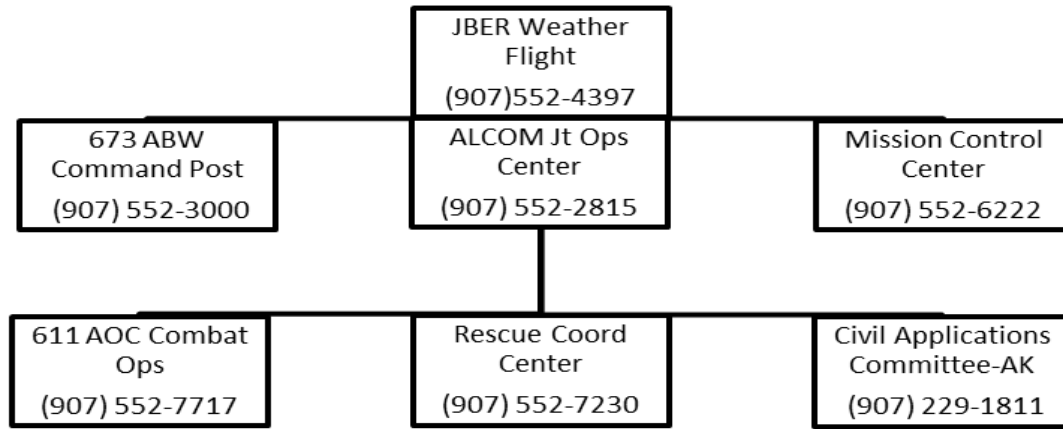 JBER Weather
Flight
(907)552-4397
673 ABW
Command Post
(907) 552-3000
ALCOM Jt Ops
Center
(907) 552-2815
Mission Control
Center
(907) 552-6222
611 AOC Combat
Ops
(907) 552-7717
Rescue Coord
Center
(907) 552-7230
Civil Applications
Committee-AK
(907) 229-1811